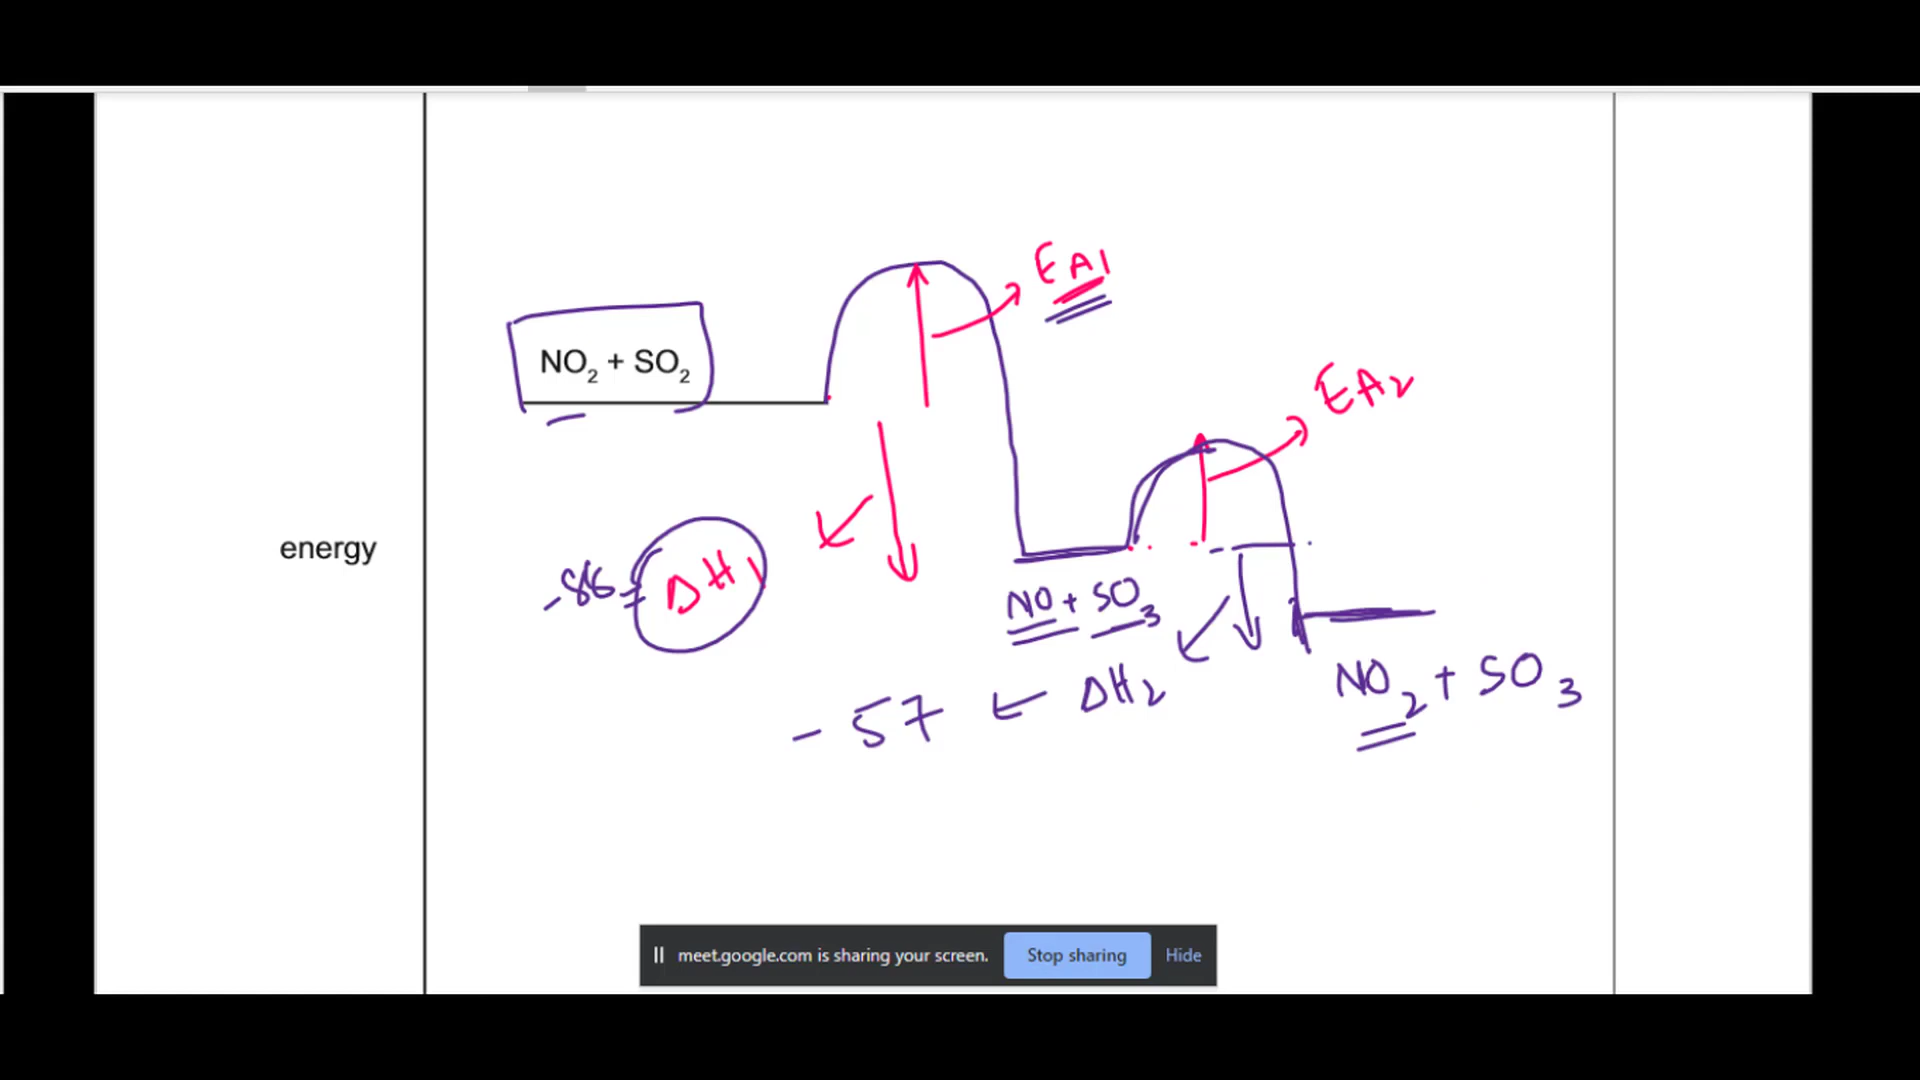 EA1
NO2 + SO2
EA2
energy
-86 = ΔH1
NO + SO3
-57 ← ΔH2
NO2 + SO3
meet.google.com is sharing your screen. Stop sharing Hide